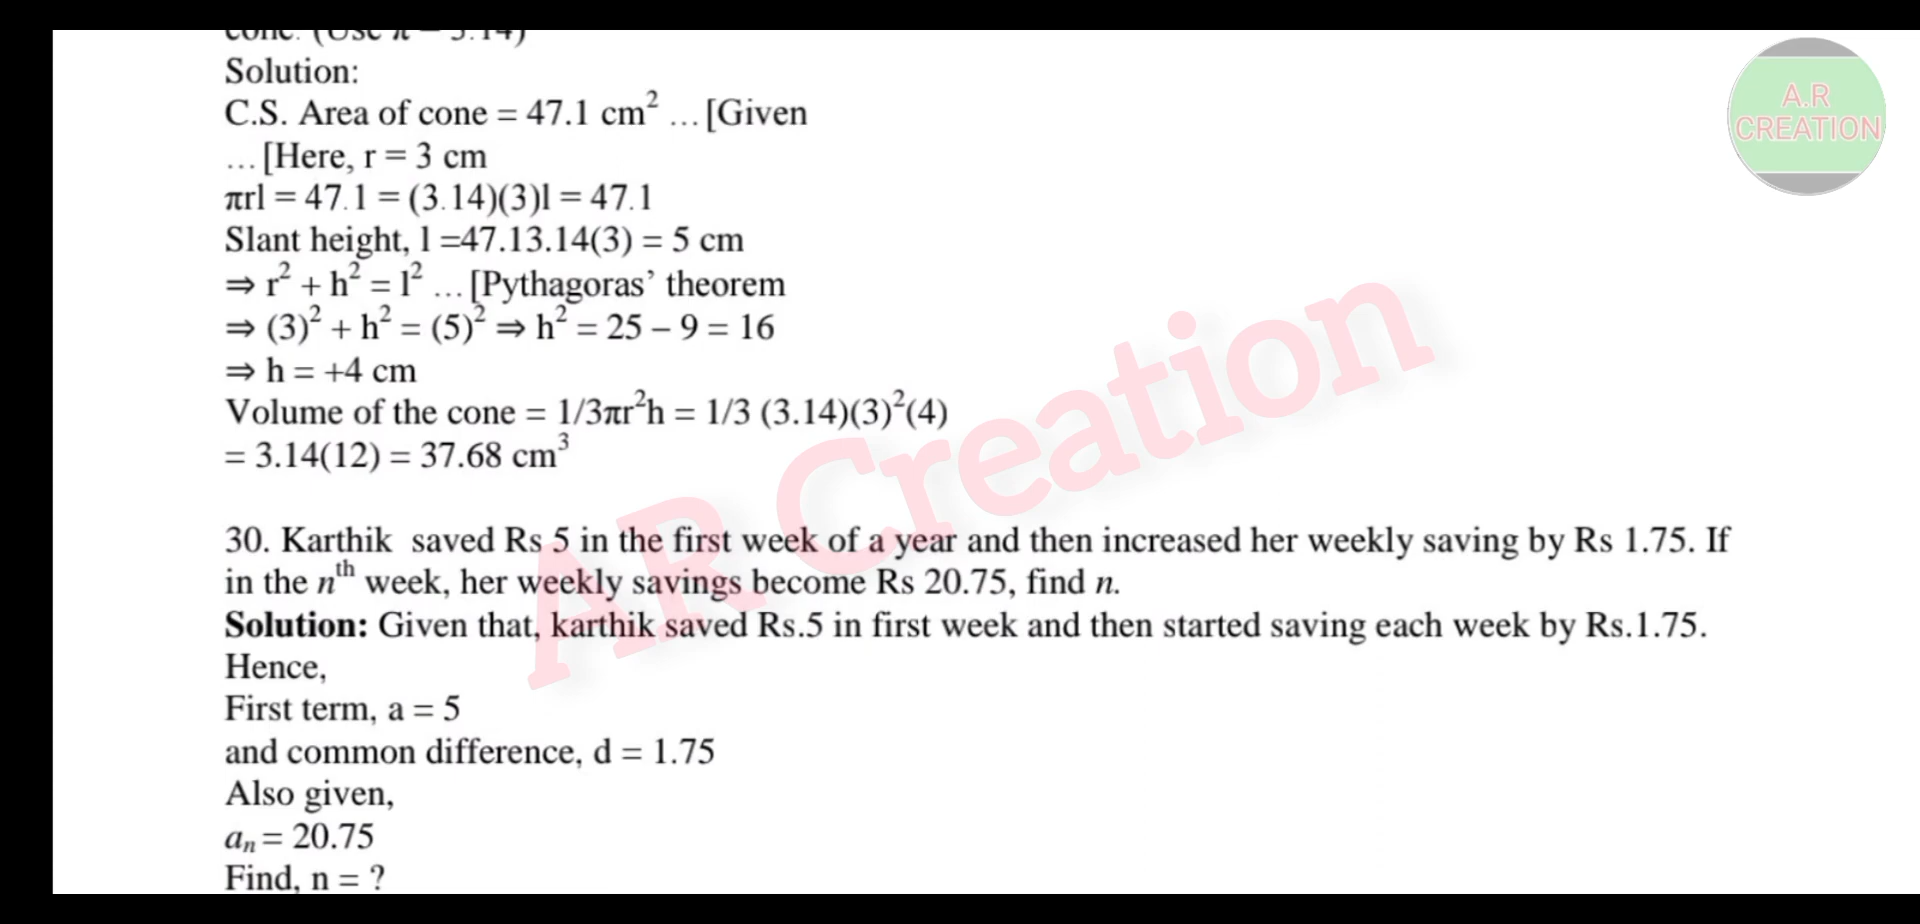 cone. (Use π = 3.14)
Solution:
C.S. Area of cone = 47.1 cm² …[Given
…[Here, r = 3 cm
πrl = 47.1 = (3.14)(3)l = 47.1
Slant height, l =47.13.14(3) = 5 cm
⇒ r² + h² = l² …[Pythagoras’ theorem
⇒ (3)² + h² = (5)² ⇒ h² = 25 – 9 = 16
⇒ h = +4 cm
Volume of the cone = 1/3πr²h = 1/3 (3.14)(3)²(4)
= 3.14(12) = 37.68 cm³
30. Karthik saved Rs 5 in the first week of a year and then increased her weekly saving by Rs 1.75. If
in the nᵗʰ week, her weekly savings become Rs 20.75, find n.
Solution: Given that, karthik saved Rs.5 in first week and then started saving each week by Rs.1.75.
Hence,
First term, a = 5
and common difference, d = 1.75
Also given,
aₙ = 20.75
Find, n = ?
A.R
CREATION
AR Creation